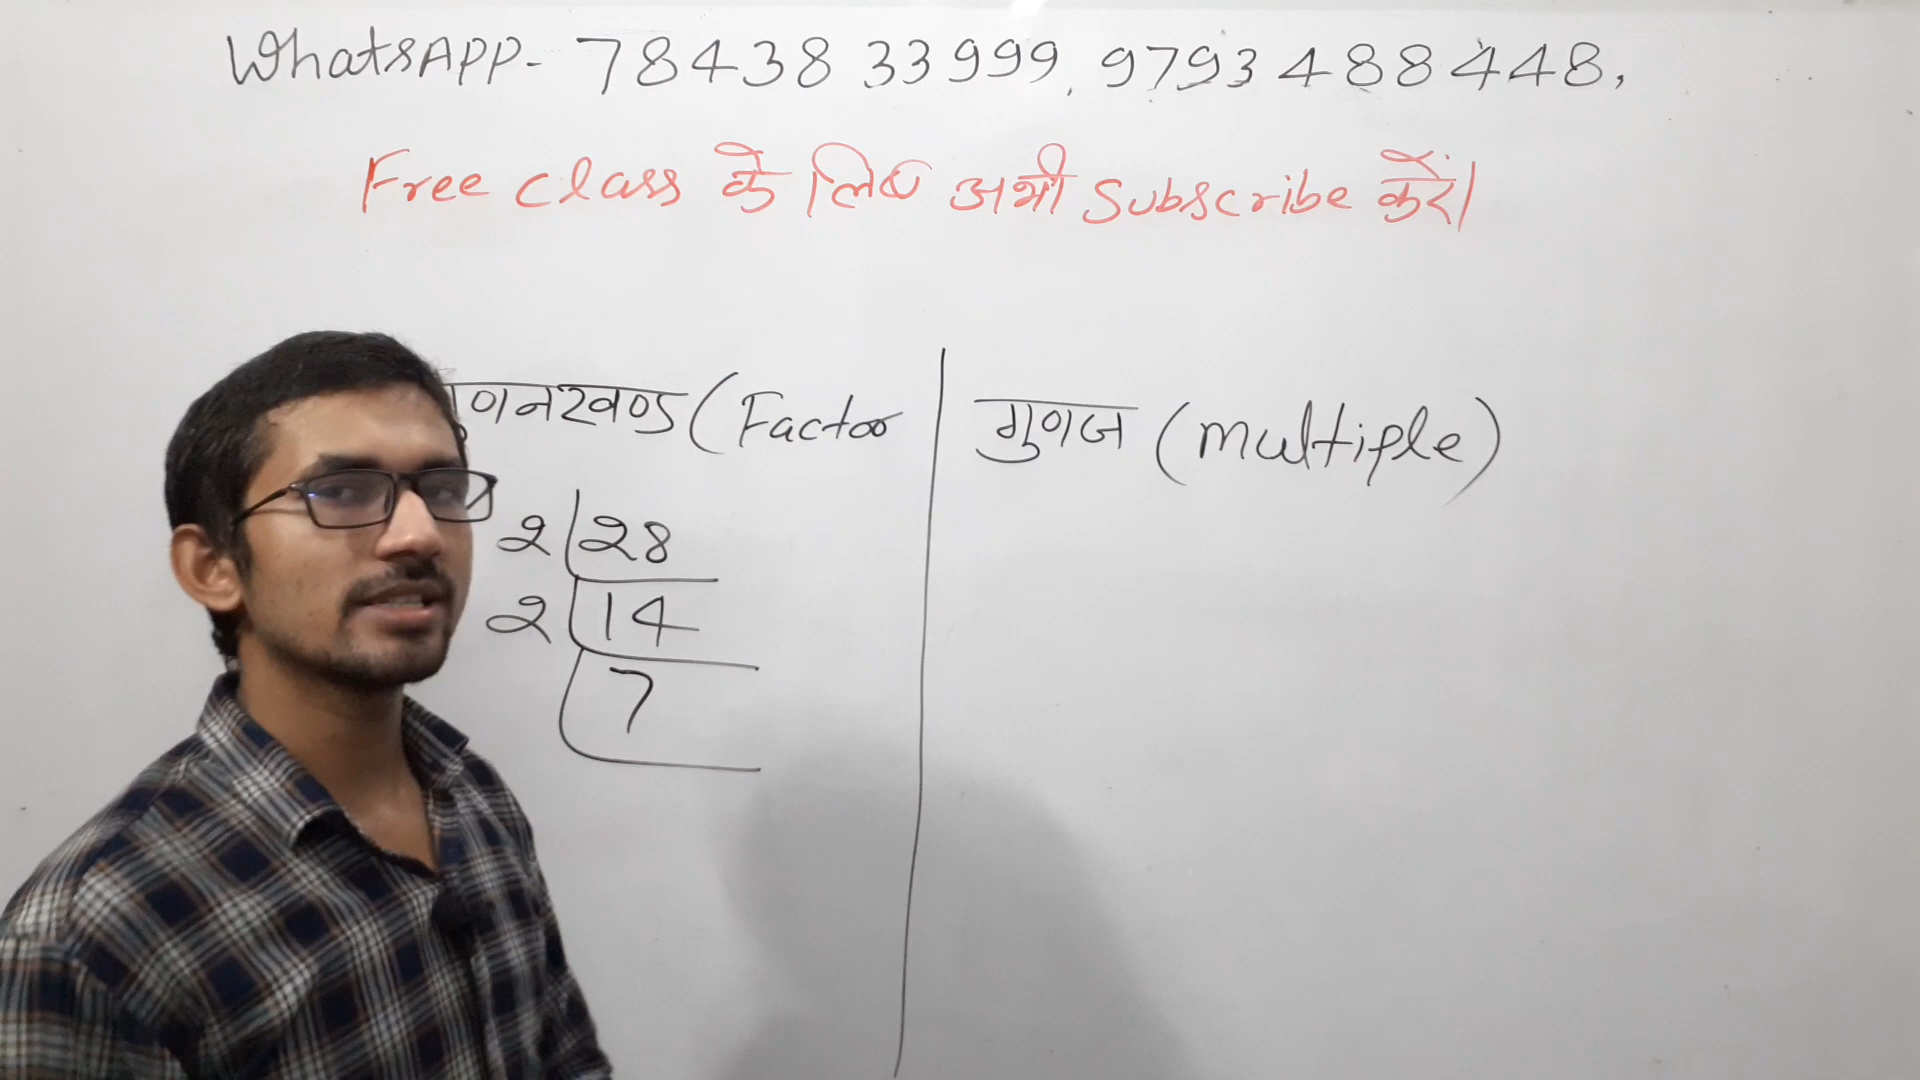 WhatsAPP- 78438 33999, 9793488448,
Free class के लिए अभी Subscribe करें।
गुणनखण्ड (Factor
गुणज (multiple)
2 28
2 14
7